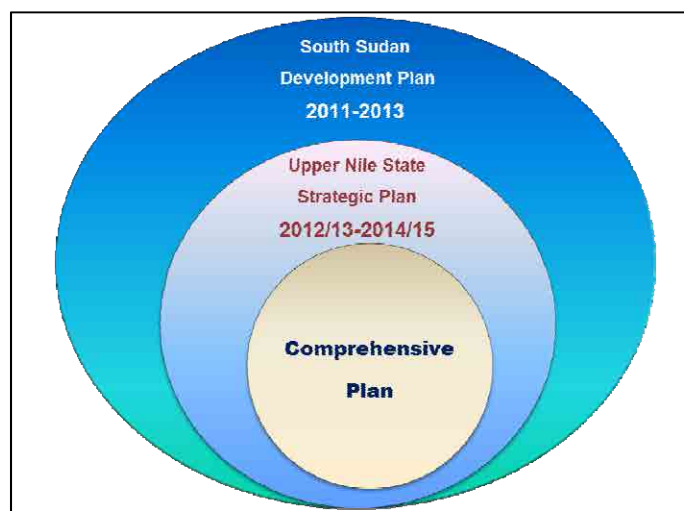 South Sudan
Development Plan
2011-2013
Upper Nile State
Strategic Plan
2012/13-2014/15
Comprehensive
Plan